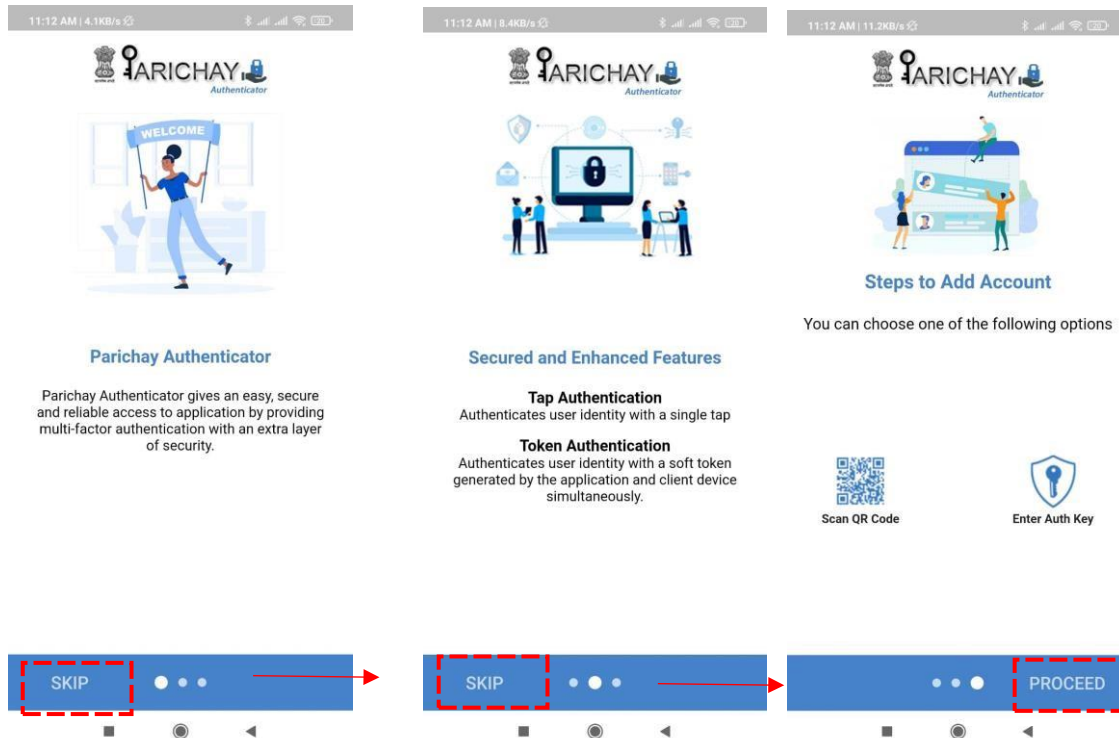 11:12 AM | 4.1KB/s
PARICHAY
Authenticator
WELCOME
Parichay Authenticator
Parichay Authenticator gives an easy, secure
and reliable access to application by providing
multi-factor authentication with an extra layer
of security.
SKIP
11:12 AM | 8.4KB/s
PARICHAY
Authenticator
Secured and Enhanced Features
Tap Authentication
Authenticates user identity with a single tap
Token Authentication
Authenticates user identity with a soft token
generated by the application and client device
simultaneously.
SKIP
11:12 AM | 11.2KB/s
PARICHAY
Authenticator
Steps to Add Account
You can choose one of the following options
Scan QR Code
Enter Auth Key
PROCEED